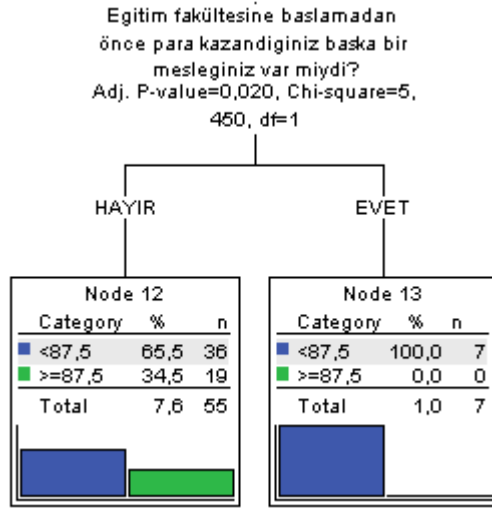 Egitim fakültesine baslamadan
önce para kazandiginiz baska bir
mesleginiz var miydi?
Adj. P-value=0,020, Chi-square=5,
450, df=1
HAYIR
EVET
Node 12
Category % n
<87,5 65,5 36
>=87,5 34,5 19
Total 7,6 55
Node 13
Category % n
<87,5 100,0 7
>=87,5 0,0 0
Total 1,0 7